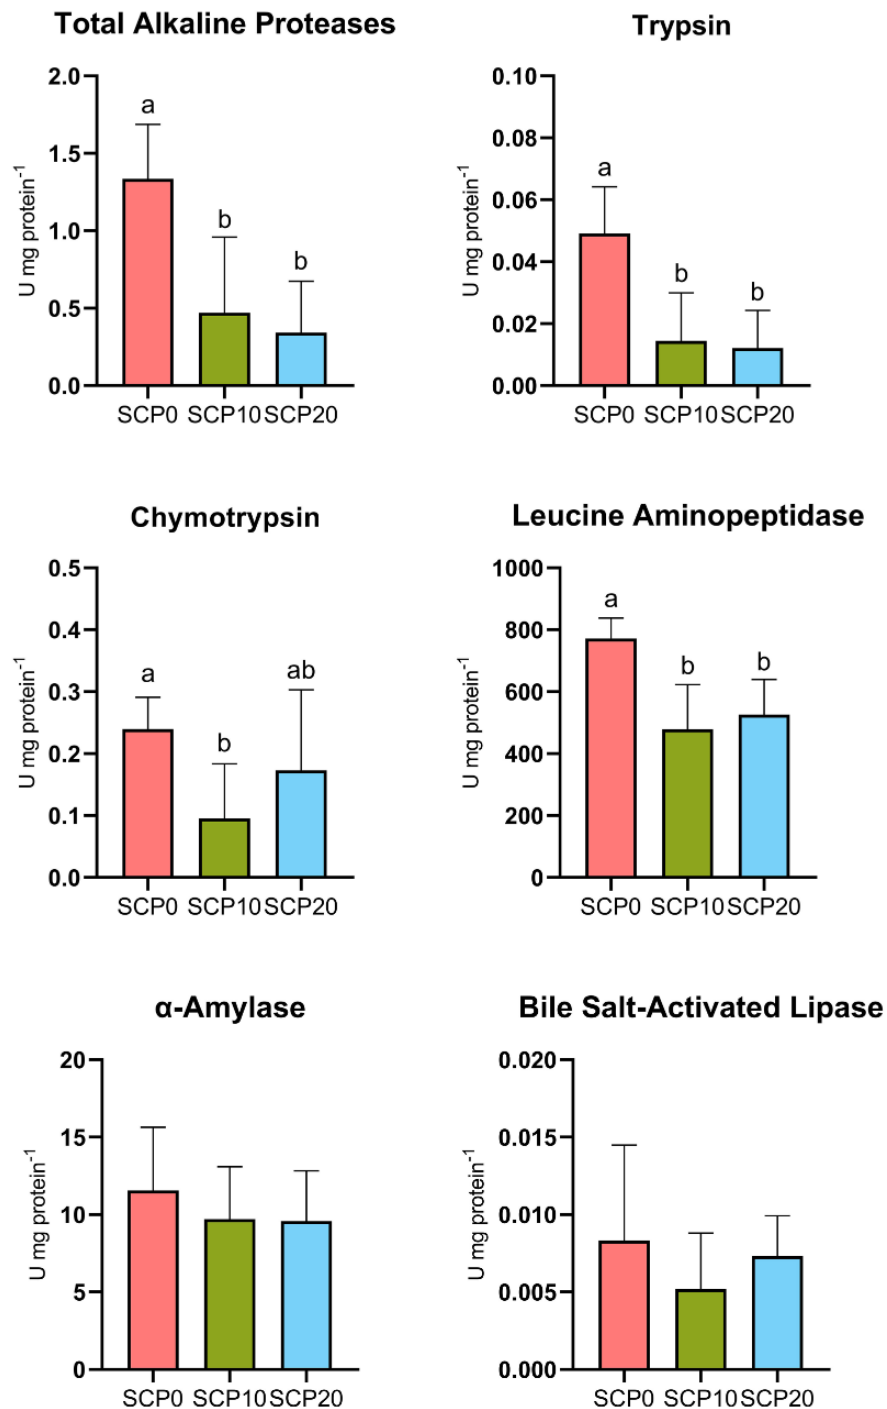 Total Alkaline Proteases
U mg protein⁻¹
2.0
1.5
1.0
0.5
0.0
a
b
b
SCP0 SCP10 SCP20
Trypsin
U mg protein⁻¹
0.10
0.08
0.06
0.04
0.02
0.00
a
b
b
SCP0 SCP10 SCP20
Chymotrypsin
U mg protein⁻¹
0.5
0.4
0.3
0.2
0.1
0.0
a
b
ab
SCP0 SCP10 SCP20
Leucine Aminopeptidase
U mg protein⁻¹
1000
800
600
400
200
0
a
b
b
SCP0 SCP10 SCP20
α-Amylase
U mg protein⁻¹
20
15
10
5
0
SCP0 SCP10 SCP20
Bile Salt-Activated Lipase
U mg protein⁻¹
0.020
0.015
0.010
0.005
0.000
SCP0 SCP10 SCP20